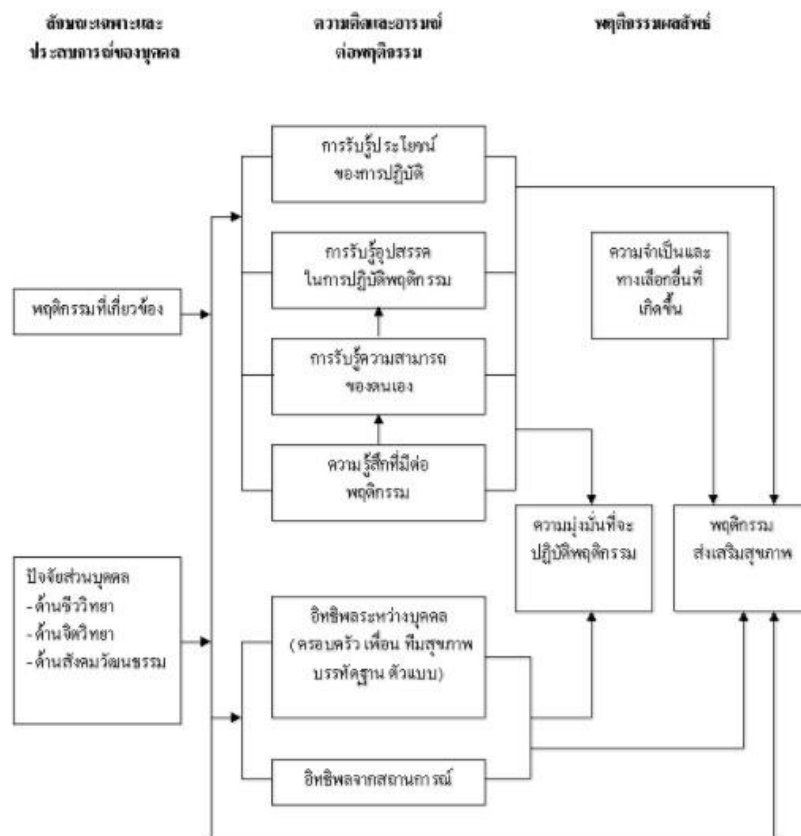 ลักษณะเฉพาะและ
ประสบการณ์ของบุคคล
ความคิดและอารมณ์
ต่อพฤติกรรม
พฤติกรรมผลลัพธ์
การรับรู้ประโยชน์
ของการปฏิบัติ
การรับรู้อุปสรรค
ในการปฏิบัติพฤติกรรม
ความจำเป็นและ
ทางเลือกอื่นที่
เกิดขึ้น
พฤติกรรมที่เกี่ยวข้อง
การรับรู้ความสามารถ
ของตนเอง
ความรู้สึกที่มีต่อ
พฤติกรรม
ความมุ่งมั่นที่จะ
ปฏิบัติพฤติกรรม
พฤติกรรม
ส่งเสริมสุขภาพ
ปัจจัยส่วนบุคคล
-ด้านชีววิทยา
-ด้านจิตวิทยา
-ด้านสังคมวัฒนธรรม
อิทธิพลระหว่างบุคคล
(ครอบครัว เพื่อน ทีมสุขภาพ
บรรทัดฐาน ตัวแบบ)
อิทธิพลจากสถานการณ์